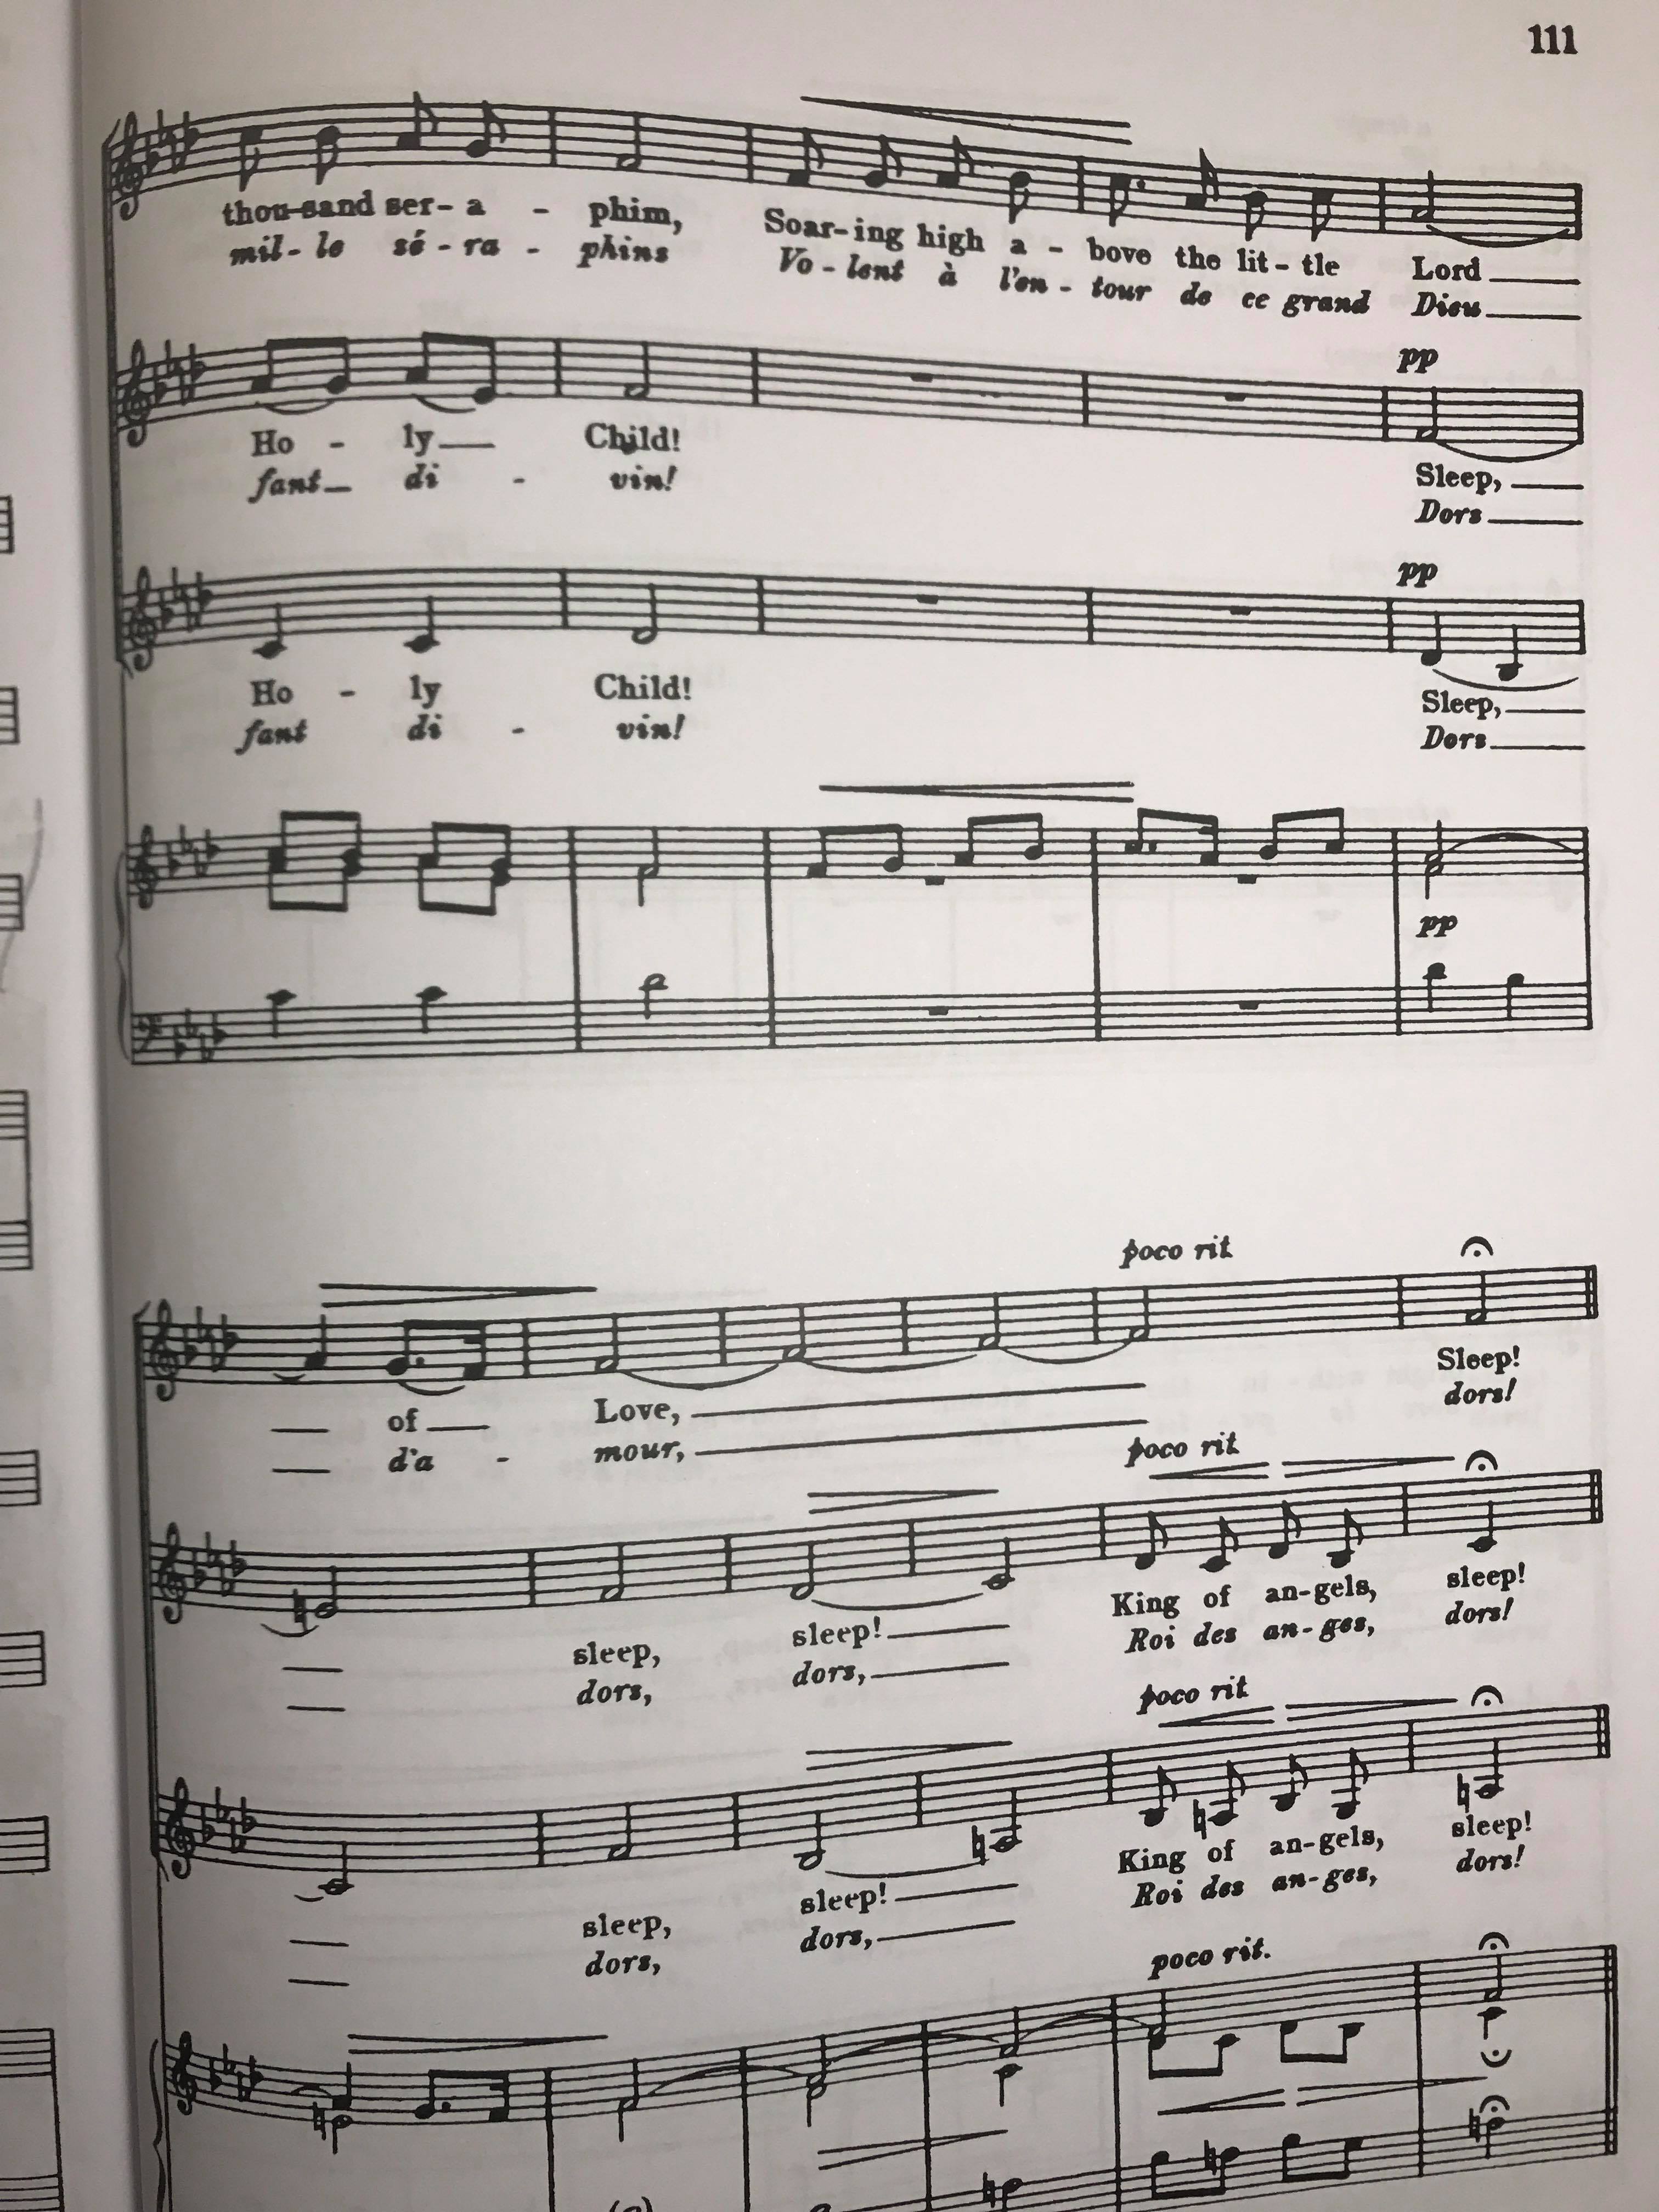 111
thou-sand ser-a - phim, Soar-ing high a - bove the lit-tle Lord
mil-le sé-ra - phins Vo-lent à l'en-tour de ce grand Dieu
pp
Ho - ly Child! Sleep,
fant di - vin! Dors
pp
Ho - ly Child! Sleep,
fant di - vin! Dors
pp
poco rit
of Love, Sleep!
d'a - mour, dors!
poco rit
sleep, sleep! King of an-gels, sleep!
dors, dors, Roi des an-ges, dors!
poco rit
sleep, sleep! King of an-gels, sleep!
dors, dors, Roi des an-ges, dors!
poco rit.